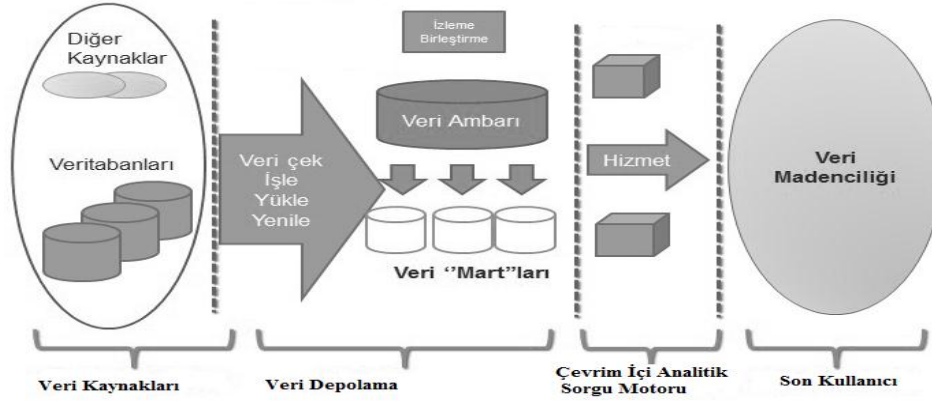 Diğer
Kaynaklar
Veritabanları
Veri çek
İşle
Yükle
Yenile
İzleme
Birleştirme
Veri Ambarı
Veri ‘’Mart’’ları
Hizmet
Veri
Madenciliği
Veri Kaynakları
Veri Depolama
Çevrim İçi Analitik
Sorgu Motoru
Son Kullanıcı